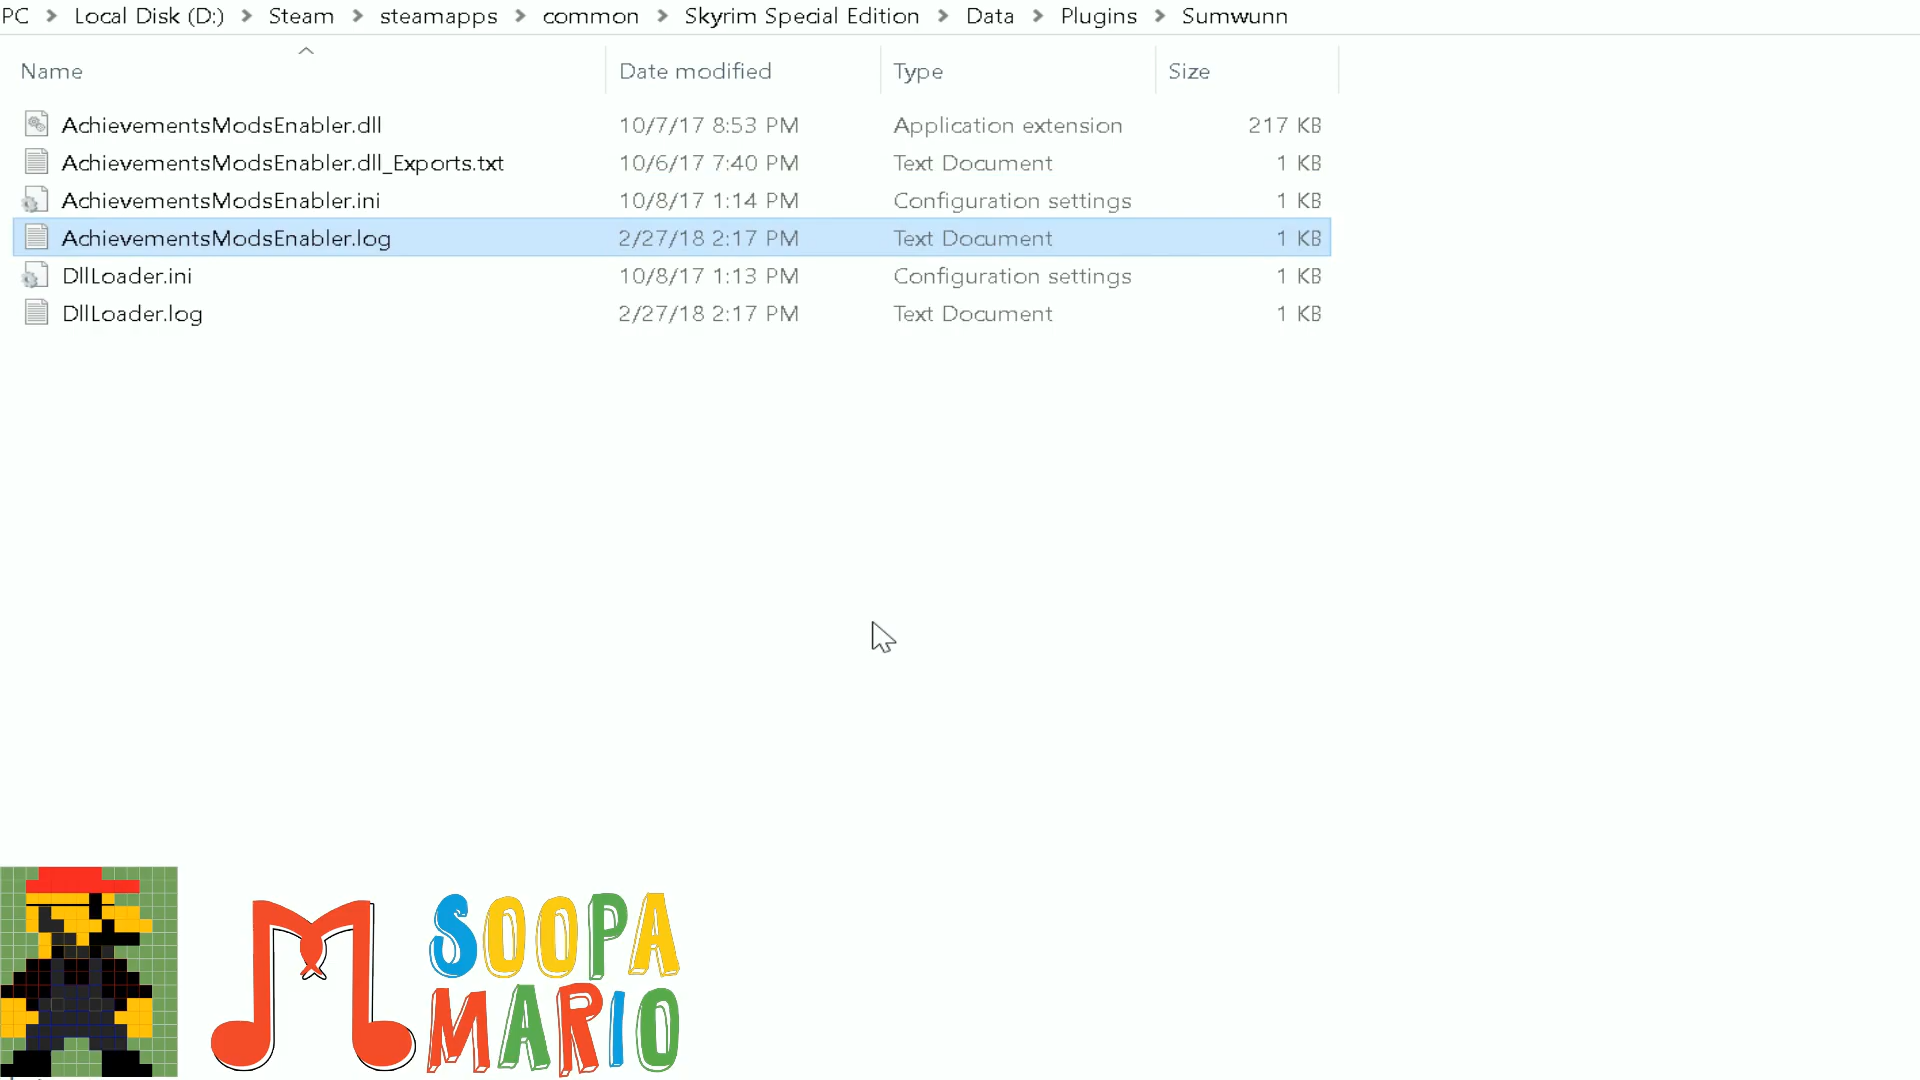 PC > Local Disk (D:) > Steam > steamapps > common > Skyrim Special Edition > Data > Plugins > Sumwunn
Name Date modified Type Size
AchievementsModsEnabler.dll 10/7/17 8:53 PM Application extension 217 KB
AchievementsModsEnabler.dll_Exports.txt 10/6/17 7:40 PM Text Document 1 KB
AchievementsModsEnabler.ini 10/8/17 1:14 PM Configuration settings 1 KB
AchievementsModsEnabler.log 2/27/18 2:17 PM Text Document 1 KB
DllLoader.ini 10/8/17 1:13 PM Configuration settings 1 KB
DllLoader.log 2/27/18 2:17 PM Text Document 1 KB
SOOPA
MARIO